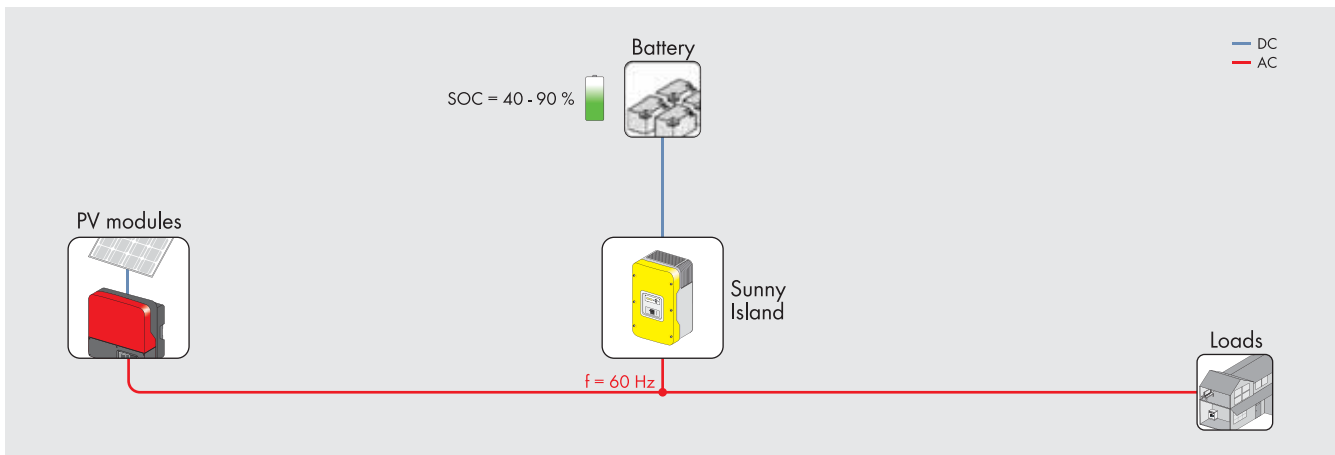 Battery
DC
AC
SOC = 40 - 90 %
PV modules
Sunny
Island
Loads
f = 60 Hz